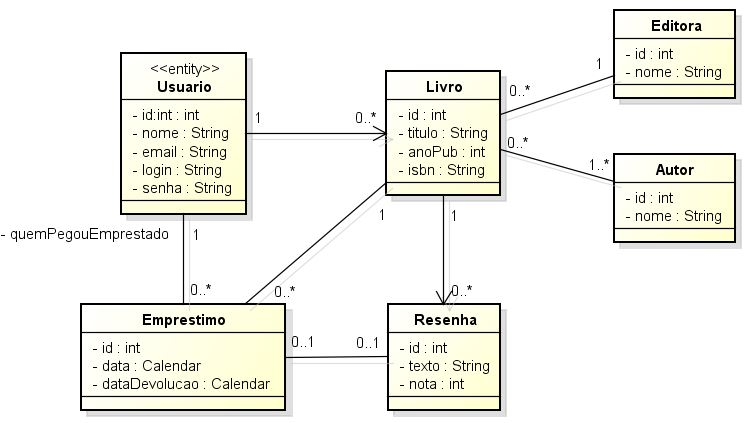 Editora
- id : int
- nome : String
<<entity>>
Usuario
- id:int : int
- nome : String
- email : String
- login : String
- senha : String
Livro
- id : int
- titulo : String
- anoPub : int
- isbn : String
1
0..*
1
0..*
0..*
1..*
Autor
- id : int
- nome : String
- quemPegouEmprestado
1
0..*
1
0..*
1
0..*
Emprestimo
- id : int
- data : Calendar
- dataDevolucao : Calendar
0..1
0..1
Resenha
- id : int
- texto : String
- nota : int